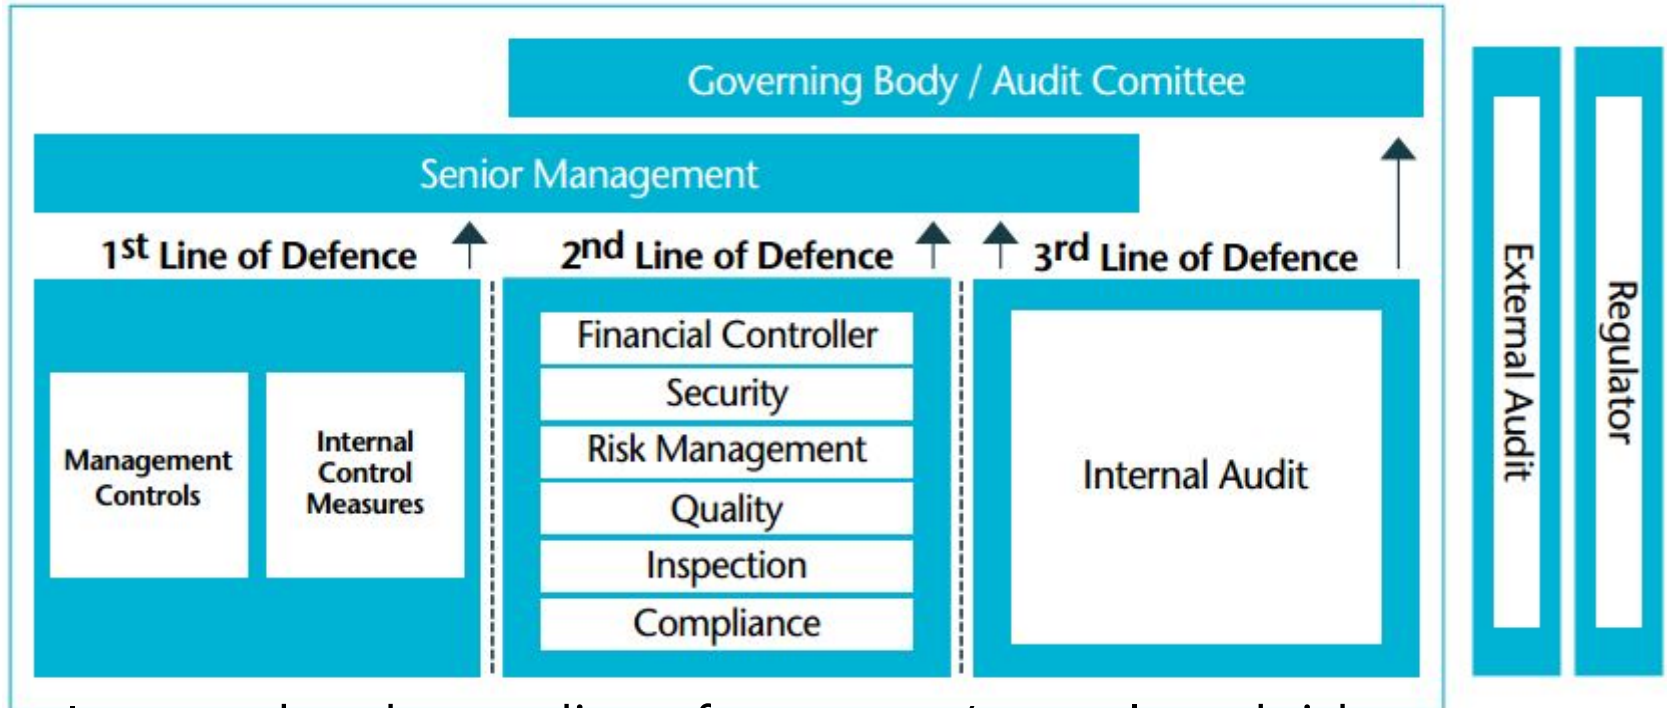 Governing Body / Audit Comittee
Senior Management
1st Line of Defence
2nd Line of Defence
3rd Line of Defence
Management
Controls
Internal
Control
Measures
Financial Controller
Security
Risk Management
Quality
Inspection
Compliance
Internal Audit
External Audit
Regulator